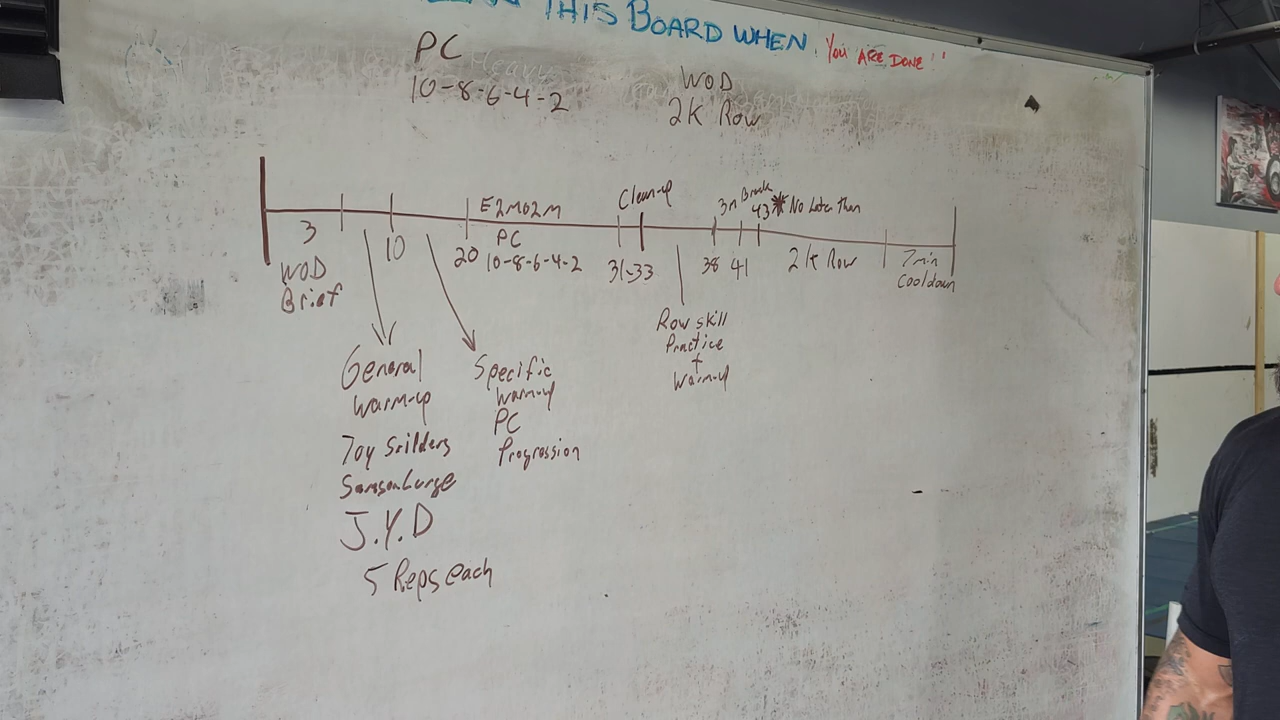 THIS BOARD WHEN YOU ARE DONE!!
PC
10-8-6-4-2
WOD
2K Row
Clean-up
3m Break
43 * No Later Than
E2MO2M
3
10
20
PC
10-8-6-4-2
31-33
38
41
2K Row
7min
Cooldown
WOD
Brief
General
Warm-up
Specific
Warm-up
PC
Progression
Row skill
Practice
+
Warm-up
Samson Lunge
J.Y.D
5 Reps each